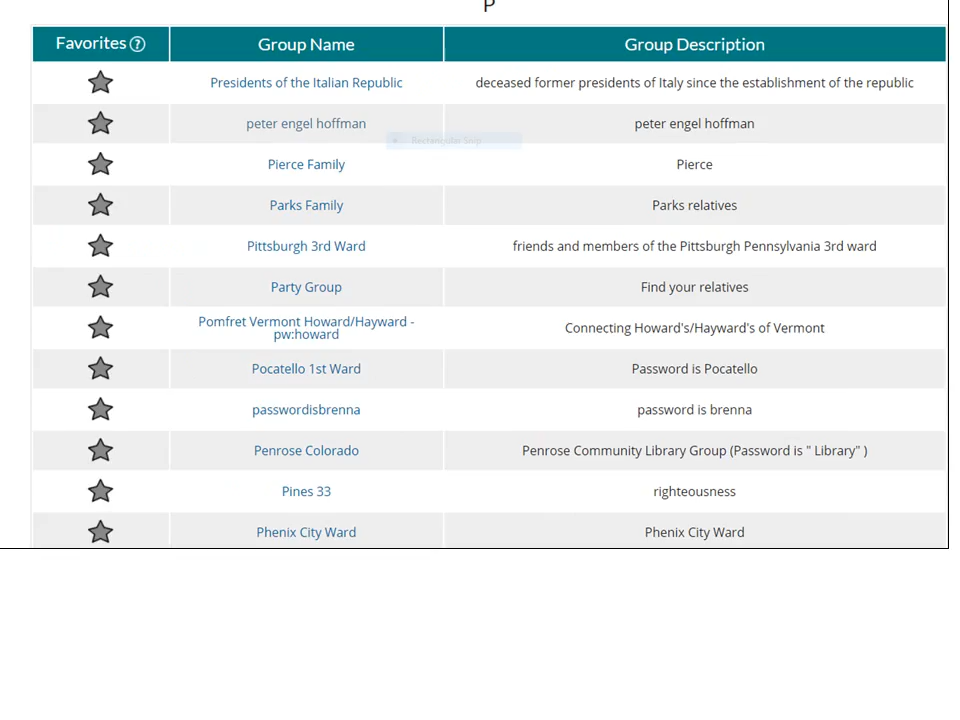 P
Favorites ? Group Name Group Description
Presidents of the Italian Republic deceased former presidents of Italy since the establishment of the republic
peter engel hoffman peter engel hoffman
Rectangular Snip
Pierce Family Pierce
Parks Family Parks relatives
Pittsburgh 3rd Ward friends and members of the Pittsburgh Pennsylvania 3rd ward
Party Group Find your relatives
Pomfret Vermont Howard/Hayward -
pw:howard Connecting Howard's/Hayward's of Vermont
Pocatello 1st Ward Password is Pocatello
passwordisbrenna password is brenna
Penrose Colorado Penrose Community Library Group (Password is " Library" )
Pines 33 righteousness
Phenix City Ward Phenix City Ward